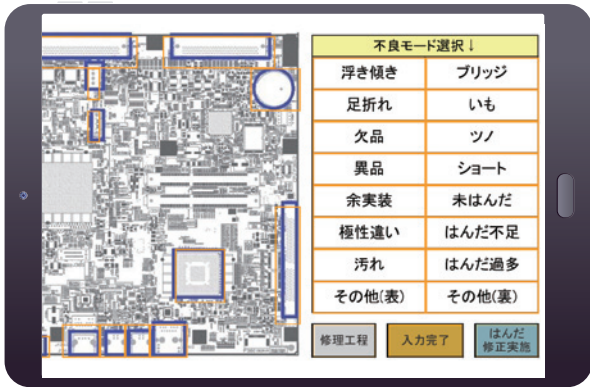 不良モード選択↓
浮き傾き ブリッジ
足折れ いも
欠品 ツノ
異品 ショート
余実装 未はんだ
極性違い はんだ不足
汚れ はんだ過多
その他(表) その他(裏)
修理工程 入力完了 はんだ
修正実施